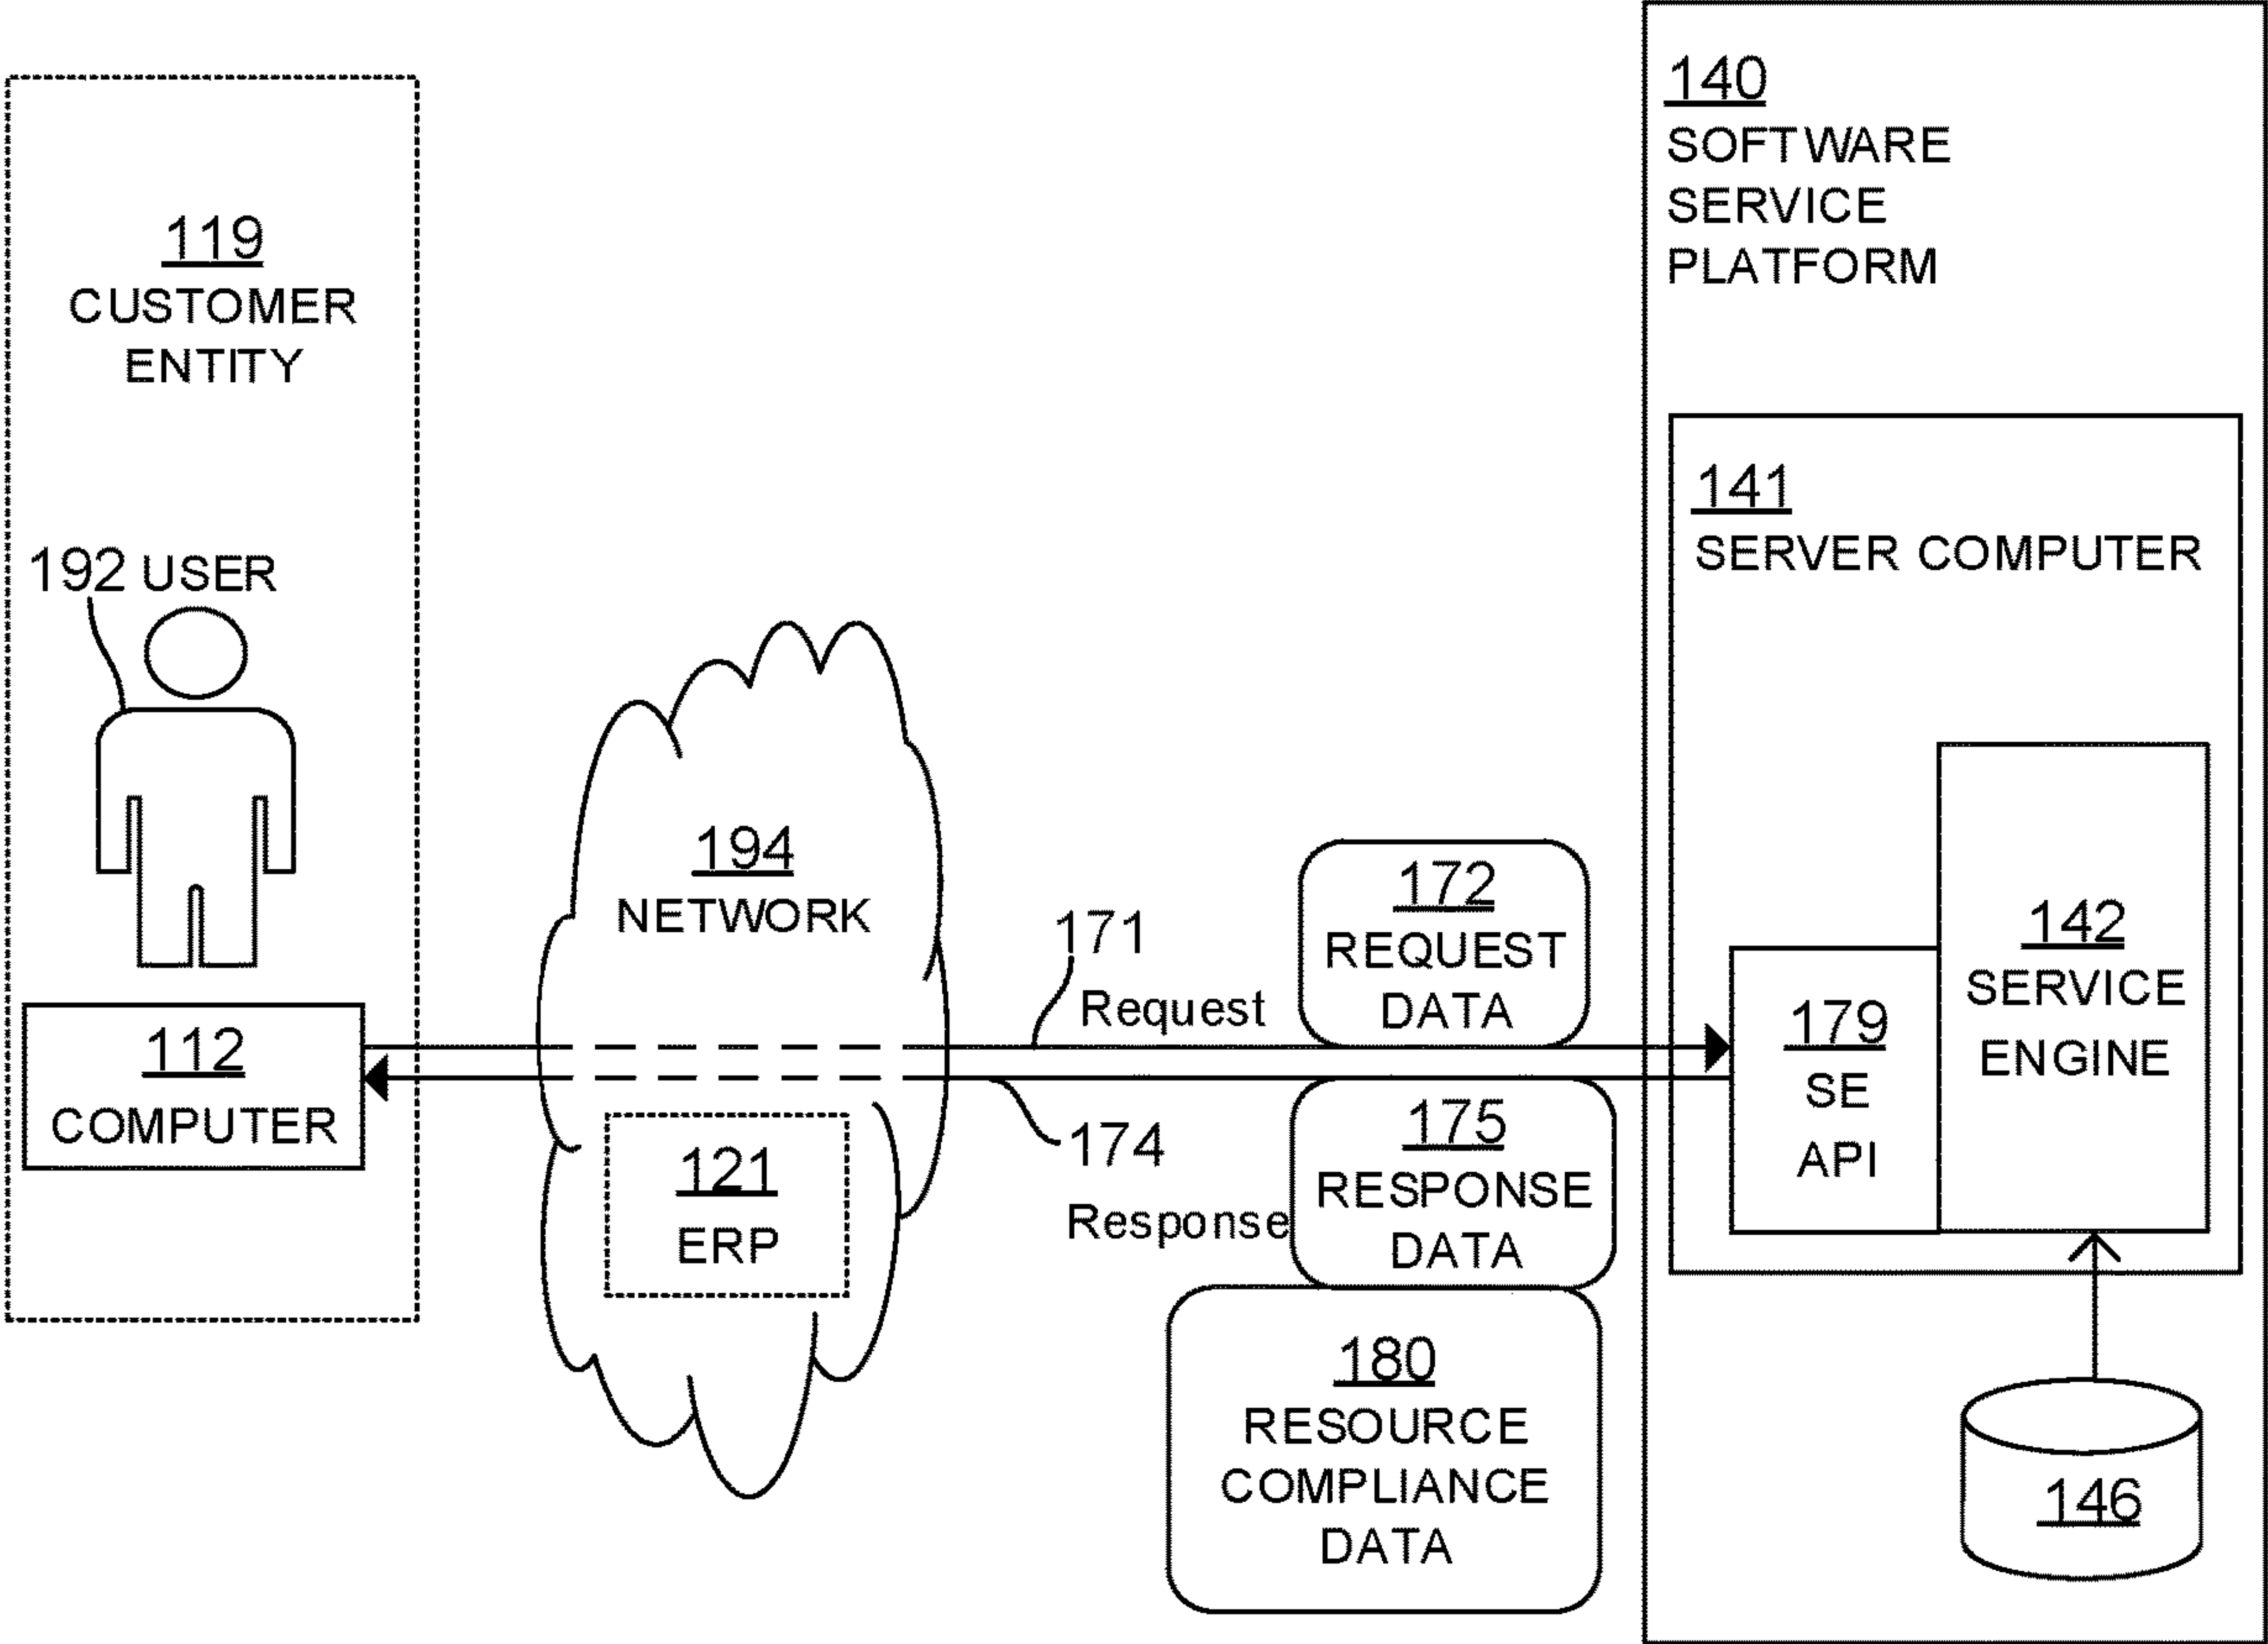 119
CUSTOMER
ENTITY
192 USER
112
COMPUTER
194
NETWORK
121
ERP
171
Request
172
REQUEST
DATA
174
Response
175
RESPONSE
DATA
180
RESOURCE
COMPLIANCE
DATA
140
SOFTWARE
SERVICE
PLATFORM
141
SERVER COMPUTER
142
SERVICE
ENGINE
179
SE
API
146